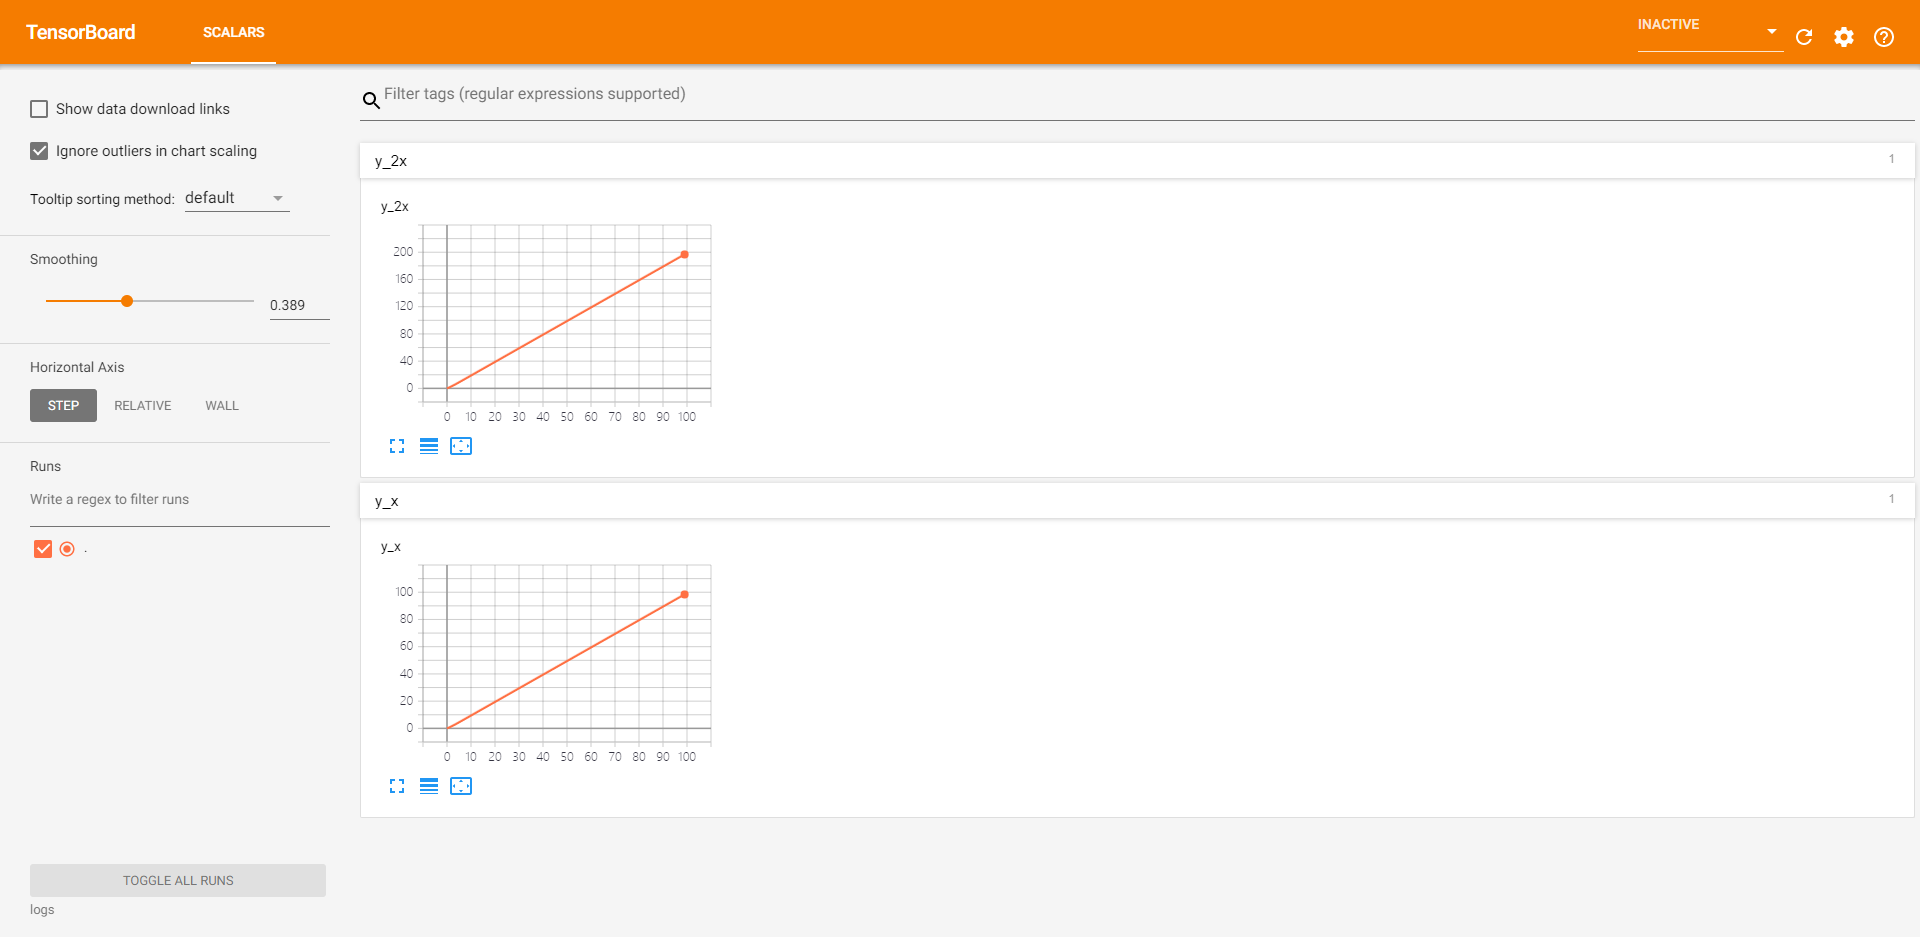 TensorBoard
SCALARS
INACTIVE
Show data download links
Ignore outliers in chart scaling
Tooltip sorting method: default
Smoothing
0.389
Horizontal Axis
STEP RELATIVE WALL
Runs
Write a regex to filter runs
.
TOGGLE ALL RUNS
logs
Filter tags (regular expressions supported)
y_2x 1
y_2x
200
160
120
80
40
0
0 10 20 30 40 50 60 70 80 90 100
y_x 1
y_x
100
80
60
40
20
0
0 10 20 30 40 50 60 70 80 90 100